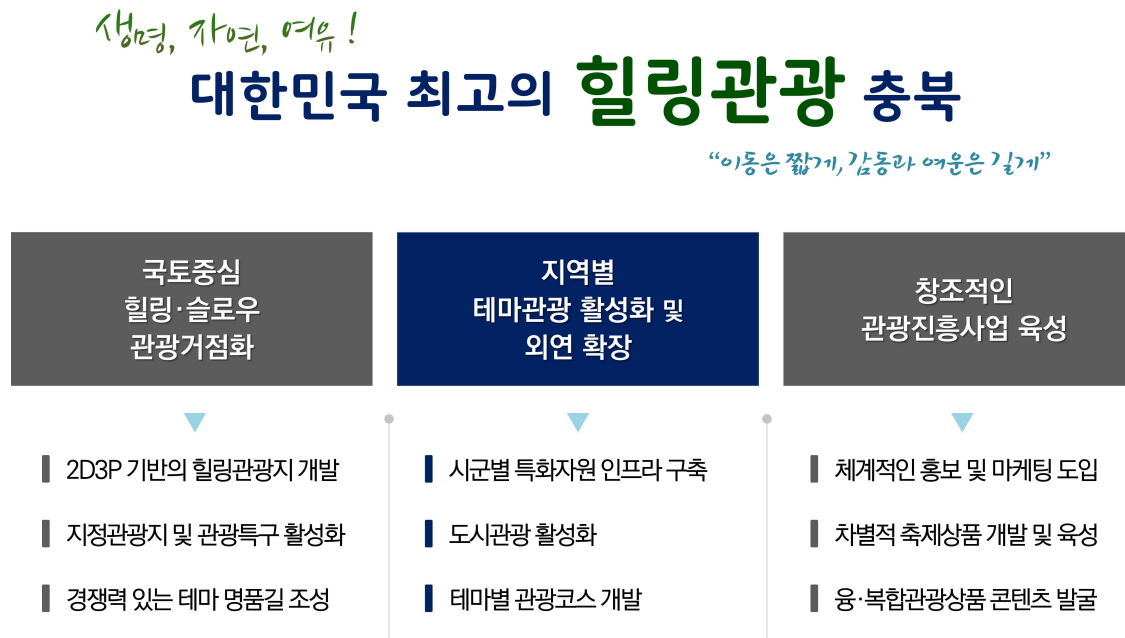 생명, 자연, 여유!
대한민국 최고의 힐링관광 충북
“이동은 짧게, 감동과 여운은 길게”
국토중심
힐링·슬로우
관광거점화
지역별
테마관광 활성화 및
외연 확장
창조적인
관광진흥사업 육성
2D3P 기반의 힐링관광지 개발
지정관광지 및 관광특구 활성화
경쟁력 있는 테마 명품길 조성
시군별 특화자원 인프라 구축
도시관광 활성화
테마별 관광코스 개발
체계적인 홍보 및 마케팅 도입
차별적 축제상품 개발 및 육성
융·복합관광상품 콘텐츠 발굴